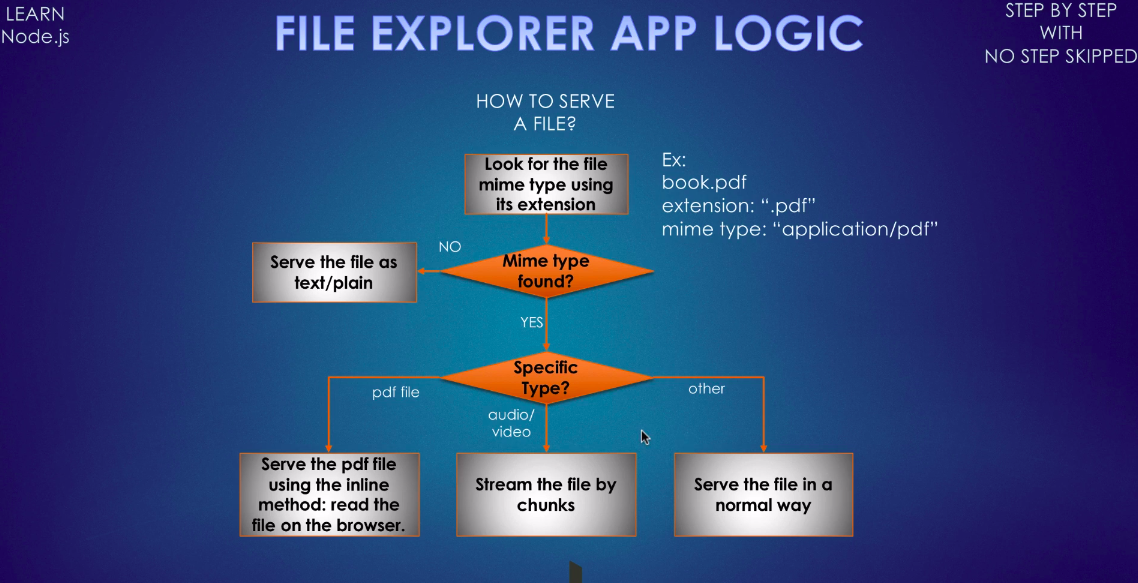 LEARN
Node.js
FILE EXPLORER APP LOGIC
STEP BY STEP
WITH
NO STEP SKIPPED
HOW TO SERVE
A FILE?
Look for the file
mime type using
its extension
Ex:
book.pdf
extension: “.pdf”
mime type: “application/pdf”
NO
Mime type
found?
Serve the file as
text/plain
YES
Specific
Type?
pdf file
audio/
video
other
Serve the pdf file
using the inline
method: read the
file on the browser.
Stream the file by
chunks
Serve the file in a
normal way